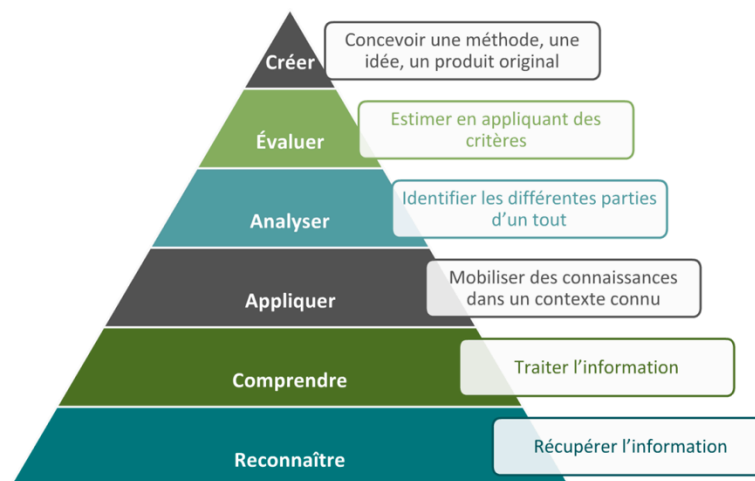 Créer
Concevoir une méthode, une
idée, un produit original
Évaluer
Estimer en appliquant des
critères
Analyser
Identifier les différentes parties
d’un tout
Appliquer
Mobiliser des connaissances
dans un contexte connu
Comprendre
Traiter l’information
Reconnaître
Récupérer l’information